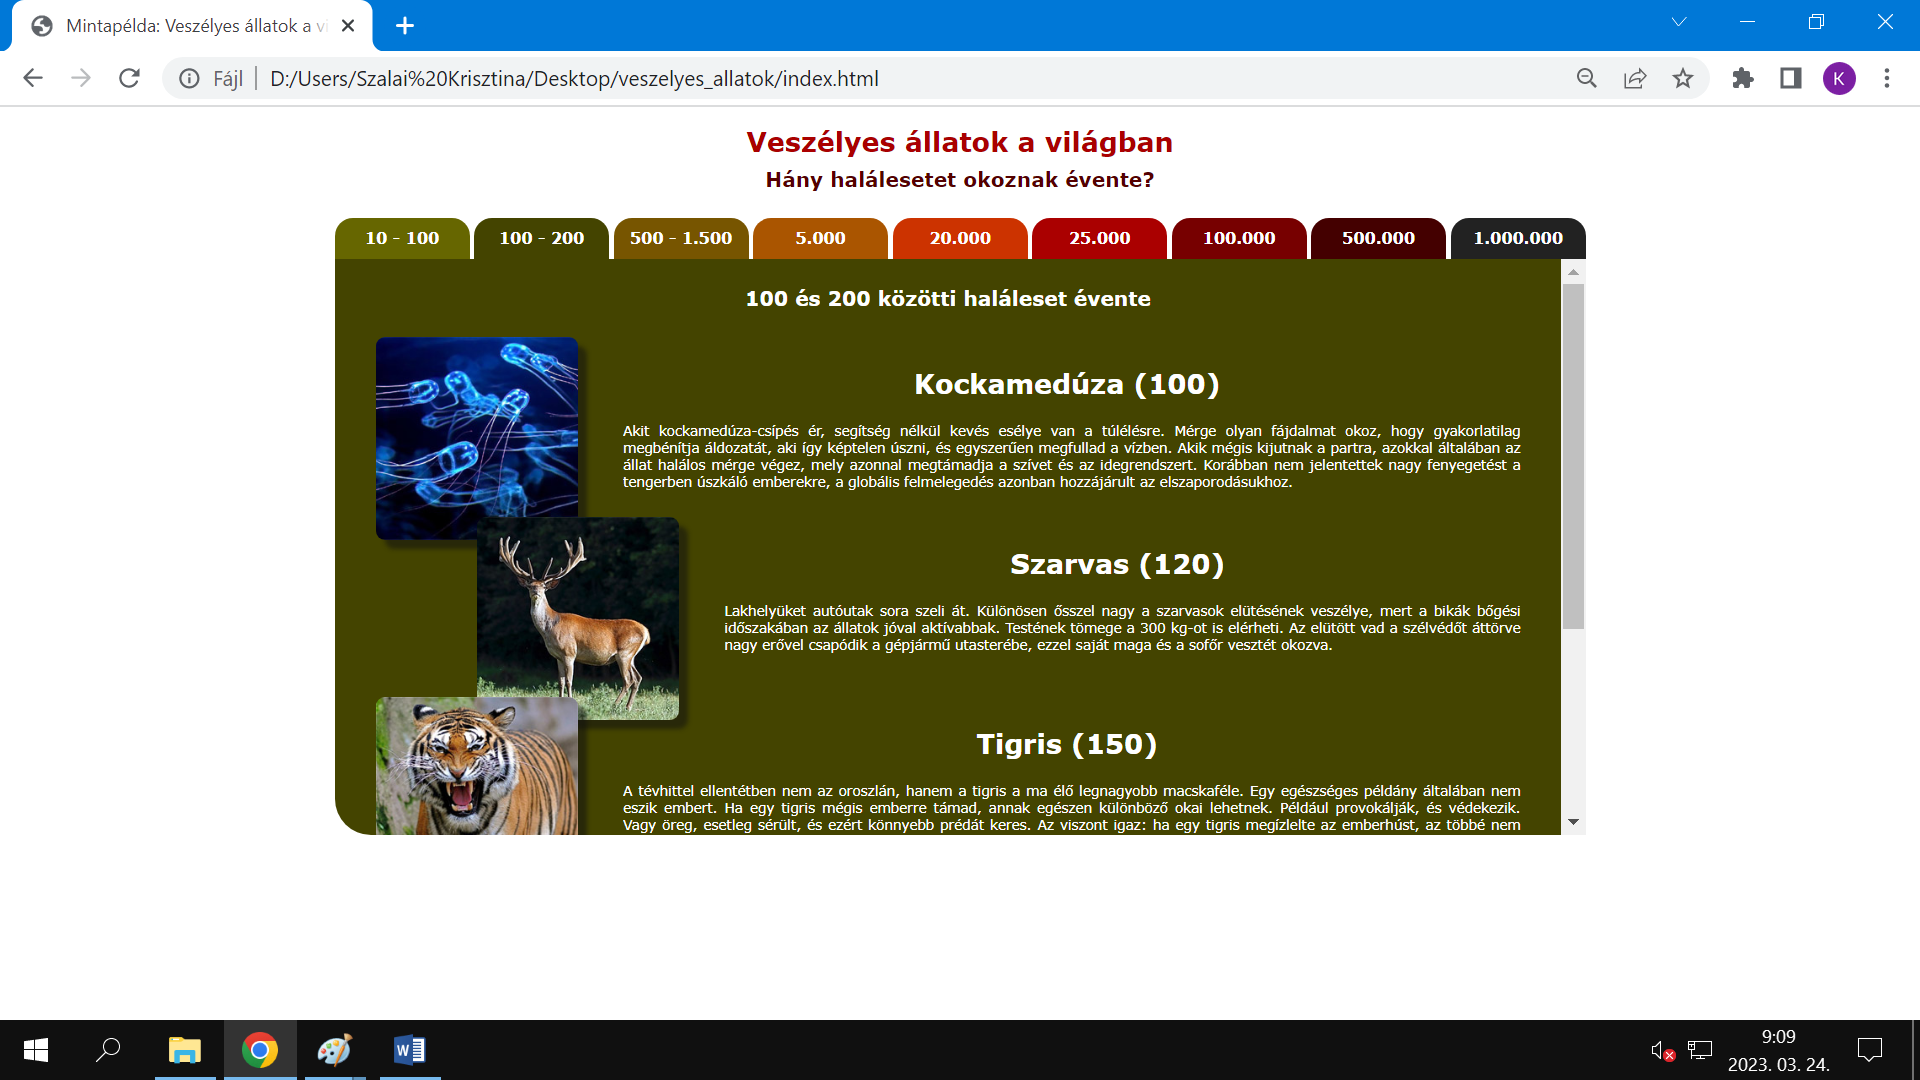 Mintapélda: Veszélyes állatok a vi
Fájl
D:/Users/Szalai%20Krisztina/Desktop/veszelyes_allatok/index.html
K
Veszélyes állatok a világban
Hány halálesetet okoznak évente?
10 - 100
100 - 200
500 - 1.500
5.000
20.000
25.000
100.000
500.000
1.000.000
100 és 200 közötti haláleset évente
Kockamedúza (100)
Akit kockamedúza-csípés ér, segítség nélkül kevés esélye van a túlélésre. Mérge olyan fájdalmat okoz, hogy gyakorlatilag
megbénítja áldozatát, aki így képtelen úszni, és egyszerűen megfullad a vízben. Akik mégis kijutnak a partra, azokkal általában az
állat halálos mérge végez, mely azonnal megtámadja a szívet és az idegrendszert. Korábban nem jelentettek nagy fenyegetést a
tengerben úszkáló emberekre, a globális felmelegedés azonban hozzájárult az elszaporodásukhoz.
Szarvas (120)
Lakhelyüket autóutak sora szeli át. Különösen ősszel nagy a szarvasok elütésének veszélye, mert a bikák bőgési
időszakában az állatok jóval aktívabbak. Testének tömege a 300 kg-ot is elérheti. Az elütött vad a szélvédőt áttörve
nagy erővel csapódik a gépjármű utasterébe, ezzel saját maga és a sofőr vesztét okozva.
Tigris (150)
A tévhittel ellentétben nem az oroszlán, hanem a tigris a ma élő legnagyobb macskaféle. Egy egészséges példány általában nem
eszik embert. Ha egy tigris mégis emberre támad, annak egészen különböző okai lehetnek. Például provokálják, és védekezik.
Vagy öreg, esetleg sérült, és ezért könnyebb prédát keres. Az viszont igaz: ha egy tigris megízlelte az emberhúst, az többé nem
W
9:09
2023. 03. 24.